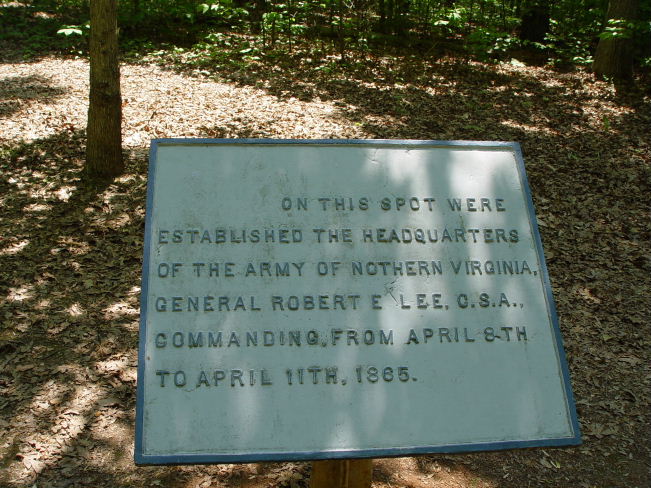 ON THIS SPOT WERE
ESTABLISHED THE HEADQUARTERS
OF THE ARMY OF NOTHERN VIRGINIA,
GENERAL ROBERT E. LEE, C.S.A.,
COMMANDING, FROM APRIL 8TH
TO APRIL 11TH, 1865.